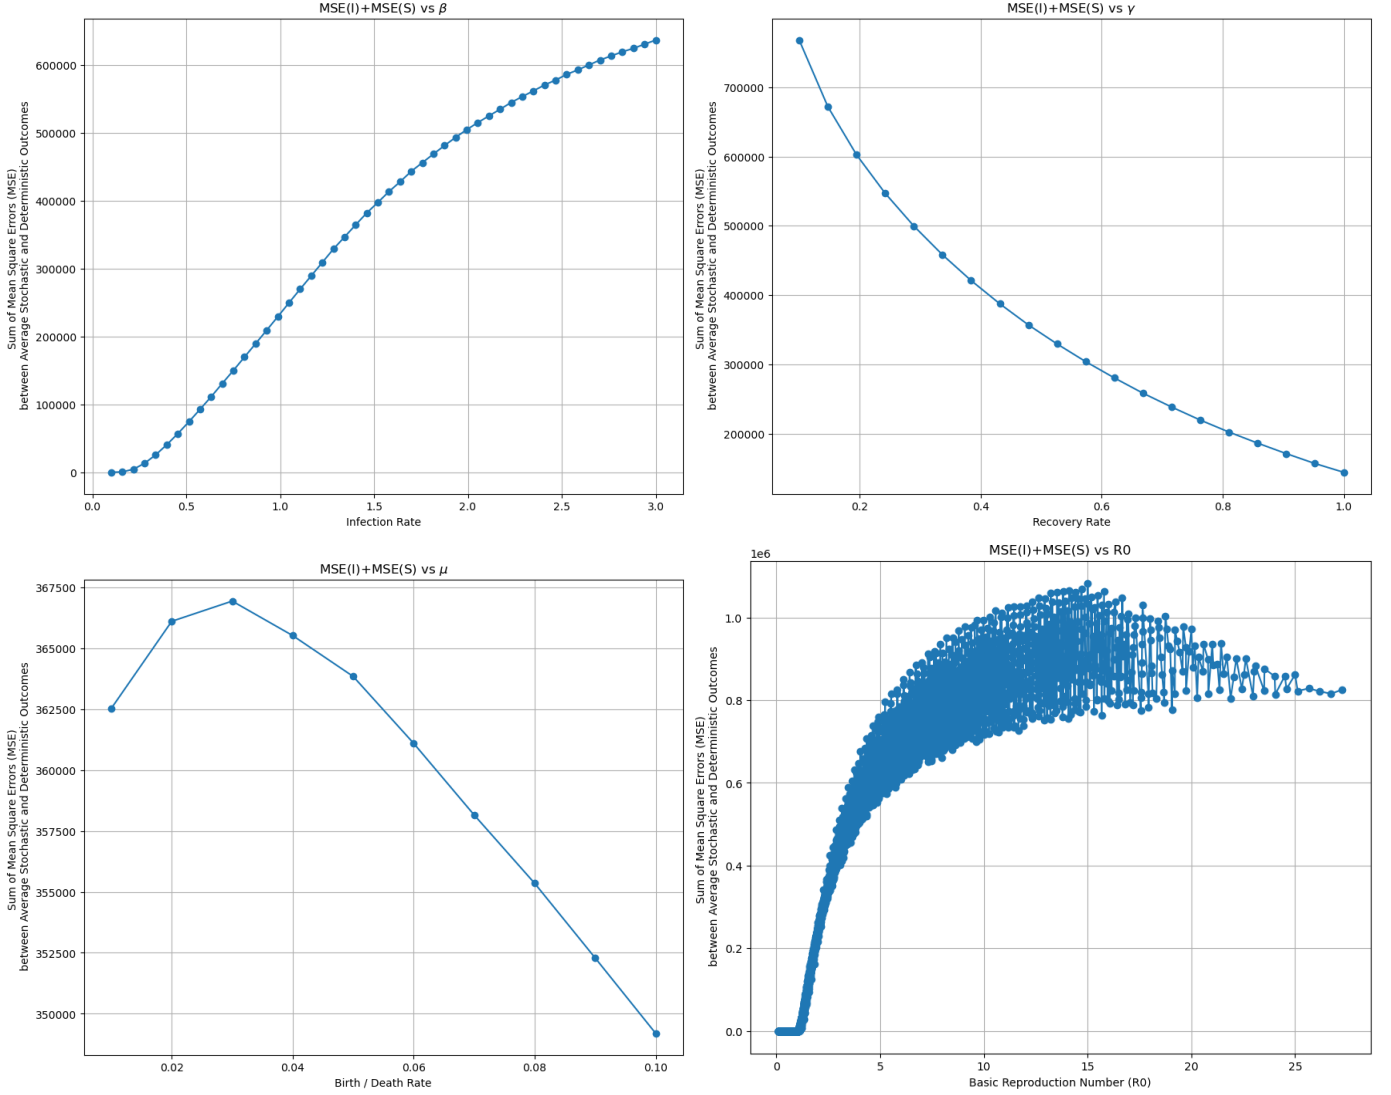 MSE(I)+MSE(S) vs β
Sum of Mean Square Errors (MSE)
between Average Stochastic and Deterministic Outcomes
600000
500000
400000
300000
200000
100000
0
0.0 0.5 1.0 1.5 2.0 2.5 3.0
Infection Rate
MSE(I)+MSE(S) vs γ
Sum of Mean Square Errors (MSE)
between Average Stochastic and Deterministic Outcomes
700000
600000
500000
400000
300000
200000
0.2 0.4 0.6 0.8 1.0
Recovery Rate
MSE(I)+MSE(S) vs μ
Sum of Mean Square Errors (MSE)
between Average Stochastic and Deterministic Outcomes
367500
365000
362500
360000
357500
355000
352500
350000
0.02 0.04 0.06 0.08 0.10
Birth / Death Rate
MSE(I)+MSE(S) vs R0
1e6
Sum of Mean Square Errors (MSE)
between Average Stochastic and Deterministic Outcomes
1.0
0.8
0.6
0.4
0.2
0.0
0 5 10 15 20 25
Basic Reproduction Number (R0)